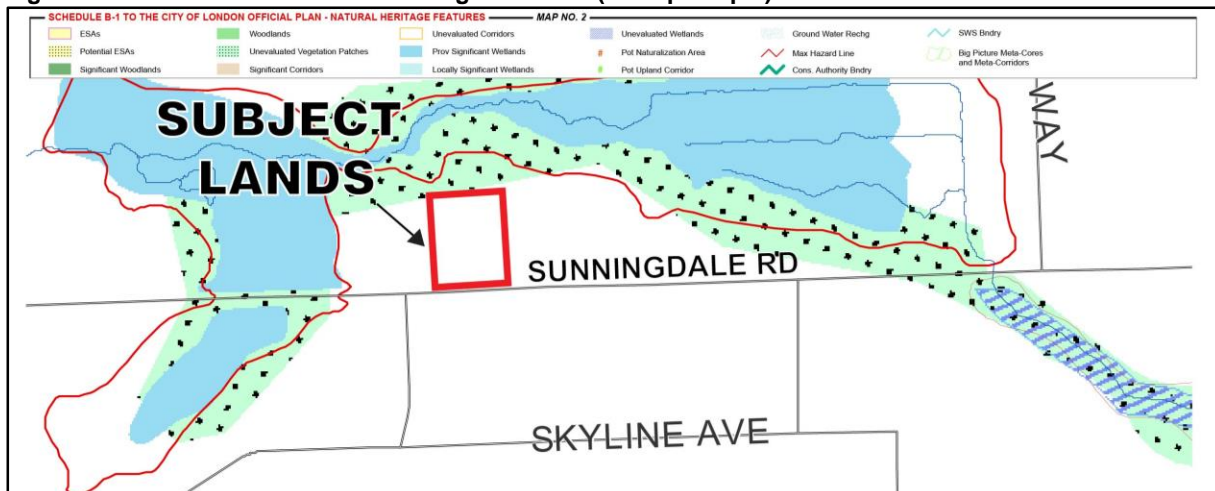 SCHEDULE B-1 TO THE CITY OF LONDON OFFICIAL PLAN - NATURAL HERITAGE FEATURES — MAP NO. 2
ESAs
Woodlands
Unevaluated Corridors
Unevaluated Wetlands
Ground Water Rechg
SWS Bndry
Potential ESAs
Unevaluated Vegetation Patches
Prov Significant Wetlands
Pot Naturalization Area
Max Hazard Line
Big Picture Meta-Cores
and Meta-Corridors
Significant Woodlands
Significant Corridors
Locally Significant Wetlands
Pot Upland Corridor
Cons. Authority Bndry
SUBJECT
LANDS
WAY
SUNNINGDALE RD
SKYLINE AVE